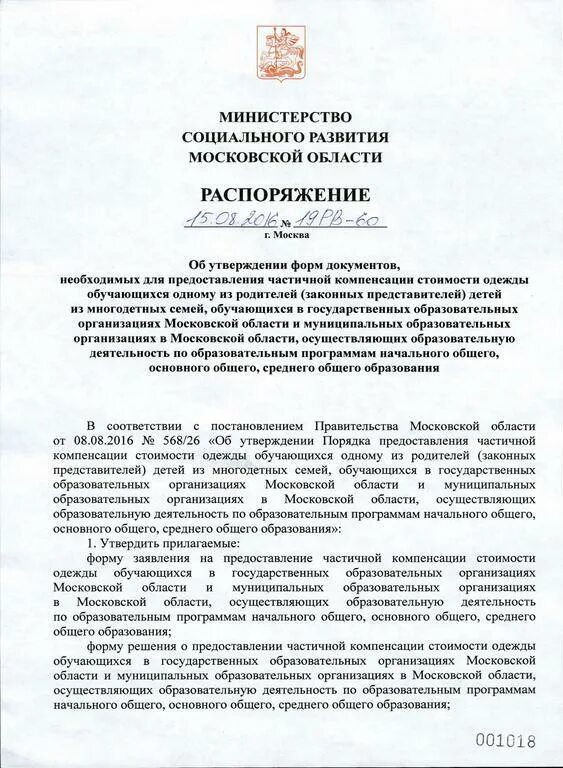 МИНИСТЕРСТВО
СОЦИАЛЬНОГО РАЗВИТИЯ
МОСКОВСКОЙ ОБЛАСТИ
РАСПОРЯЖЕНИЕ
15.08.2016 № 19РВ-60
г. Москва
Об утверждении форм документов,
необходимых для предоставления частичной компенсации стоимости одежды
обучающихся одному из родителей (законных представителей) детей
из многодетных семей, обучающихся в государственных образовательных
организациях Московской области и муниципальных образовательных
организациях в Московской области, осуществляющих образовательную
деятельность по образовательным программам начального общего,
основного общего, среднего общего образования
В соответствии с постановлением Правительства Московской области
от 08.08.2016 № 568/26 «Об утверждении Порядка предоставления частичной
компенсации стоимости одежды обучающихся одному из родителей (законных
представителей) детей из многодетных семей, обучающихся в государственных
образовательных организациях Московской области и муниципальных
образовательных организациях в Московской области, осуществляющих
образовательную деятельность по образовательным программам начального общего,
основного общего, среднего общего образования»:
1. Утвердить прилагаемые:
форму заявления на предоставление частичной компенсации стоимости
одежды обучающихся в государственных образовательных организациях
Московской области и муниципальных образовательных организациях
в Московской области, осуществляющих образовательную деятельность
по образовательным программам начального общего, основного общего, среднего
общего образования;
форму решения о предоставлении частичной компенсации стоимости одежды
обучающихся в государственных образовательных организациях Московской
области и муниципальных образовательных организациях в Московской области,
осуществляющих образовательную деятельность по образовательным программам
начального общего, основного общего, среднего общего образования;
001018